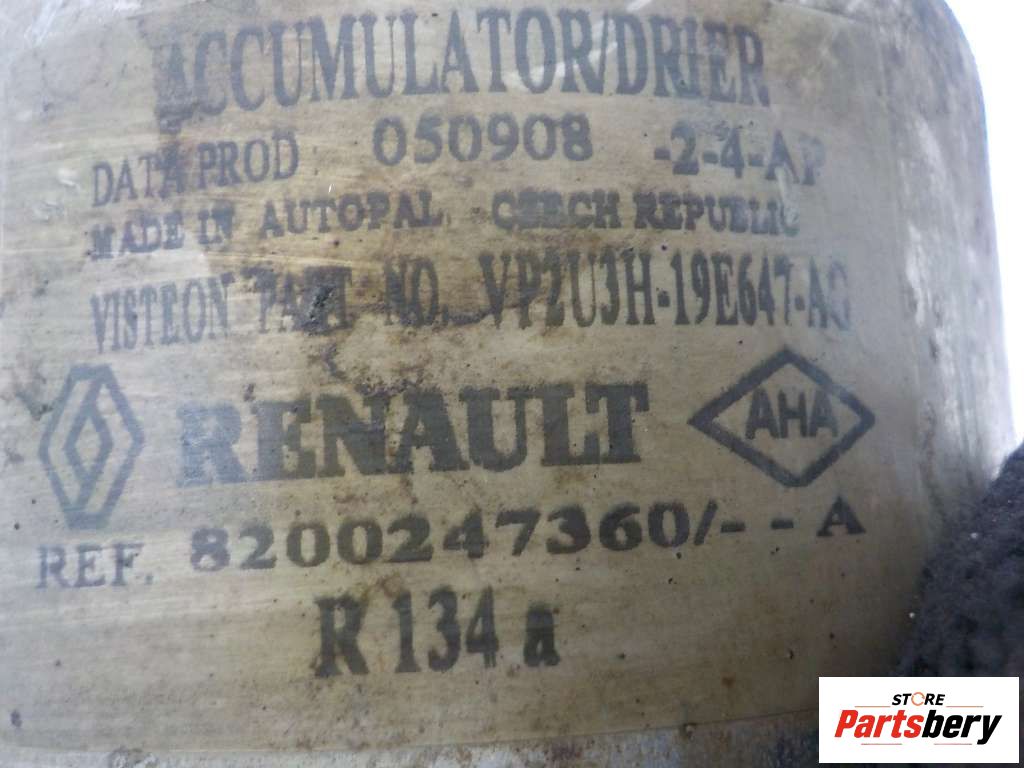 ACCUMULATOR/DRIER
DATA PROD 050908 -2-4-AP
MADE IN AUTOPAL. CZECH REPUBLIC
VISTEON PART NO. VP2U3H-19E647-AG
RENAULT AHA
REF. 8200247360/-- A
R 134 a
STORE
Partsbery